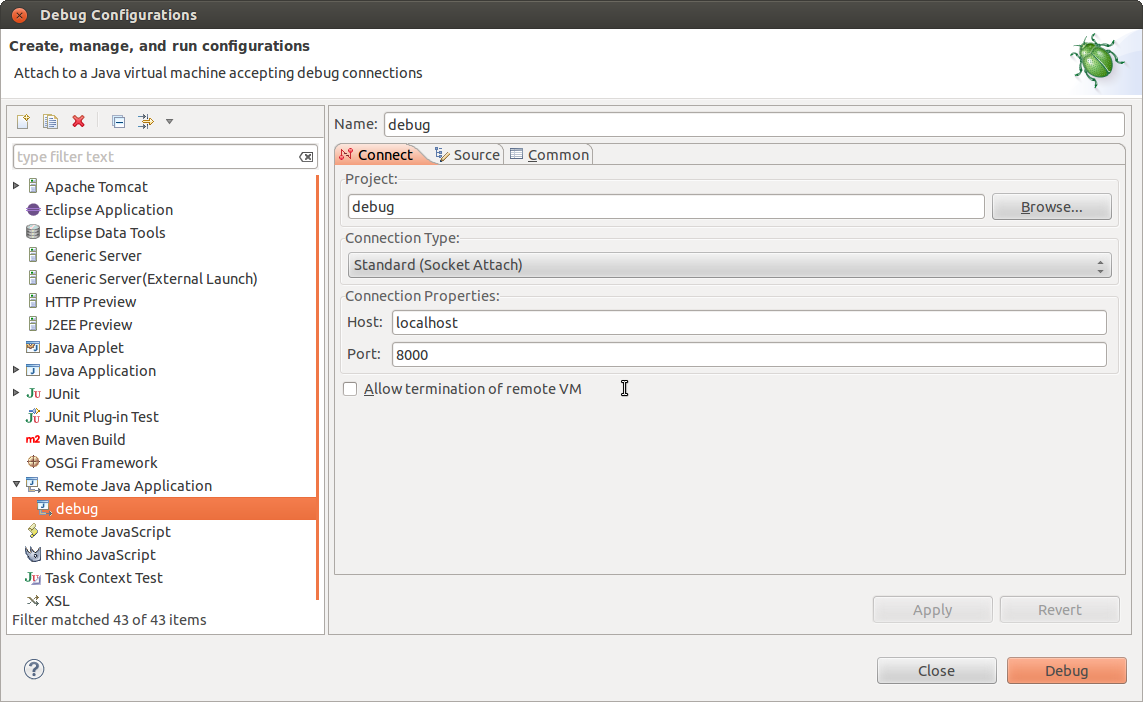 Debug Configurations
Create, manage, and run configurations
Attach to a Java virtual machine accepting debug connections
type filter text
Apache Tomcat
Eclipse Application
Eclipse Data Tools
Generic Server
Generic Server(External Launch)
HTTP Preview
J2EE Preview
Java Applet
Java Application
Ju JUnit
JUnit Plug-in Test
m2 Maven Build
OSGi Framework
Remote Java Application
debug
Remote JavaScript
Rhino JavaScript
Ju Task Context Test
XSL
Filter matched 43 of 43 items
Name: debug
Connect Source Common
Project:
debug Browse...
Connection Type:
Standard (Socket Attach)
Connection Properties:
Host: localhost
Port: 8000
Allow termination of remote VM
Apply Revert
? Close Debug